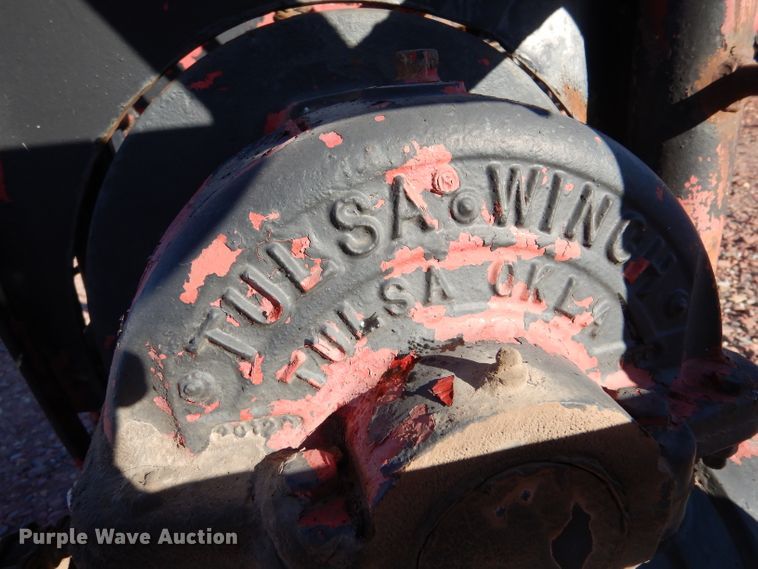 TULSA WINCH
TULSA OKLA
Purple Wave Auction